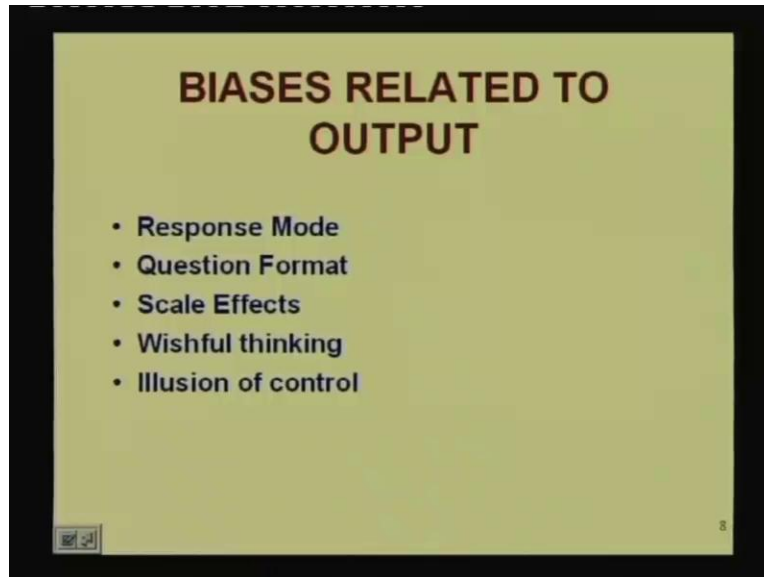 BIASES RELATED TO
OUTPUT
• Response Mode
• Question Format
• Scale Effects
• Wishful thinking
• Illusion of control
8